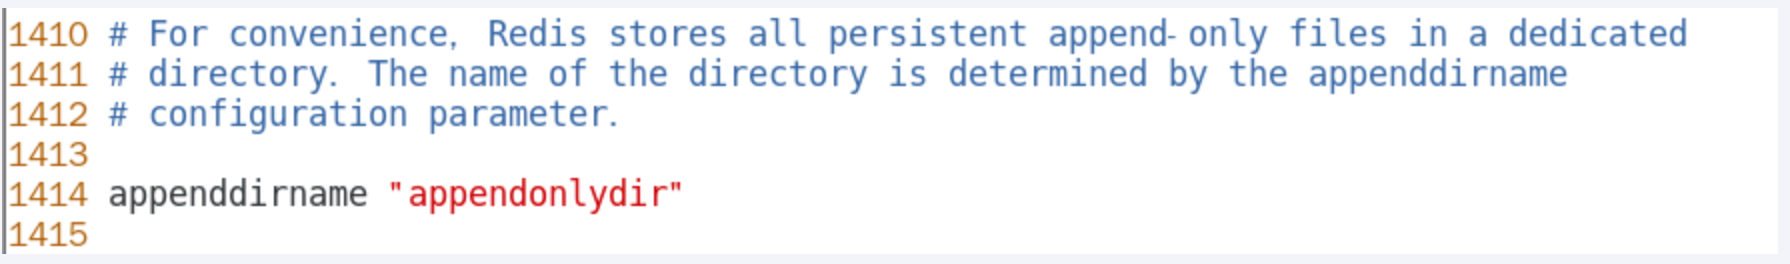 1410 # For convenience, Redis stores all persistent append-only files in a dedicated
1411 # directory. The name of the directory is determined by the appenddirname
1412 # configuration parameter.
1413
1414 appenddirname "appendonlydir"
1415